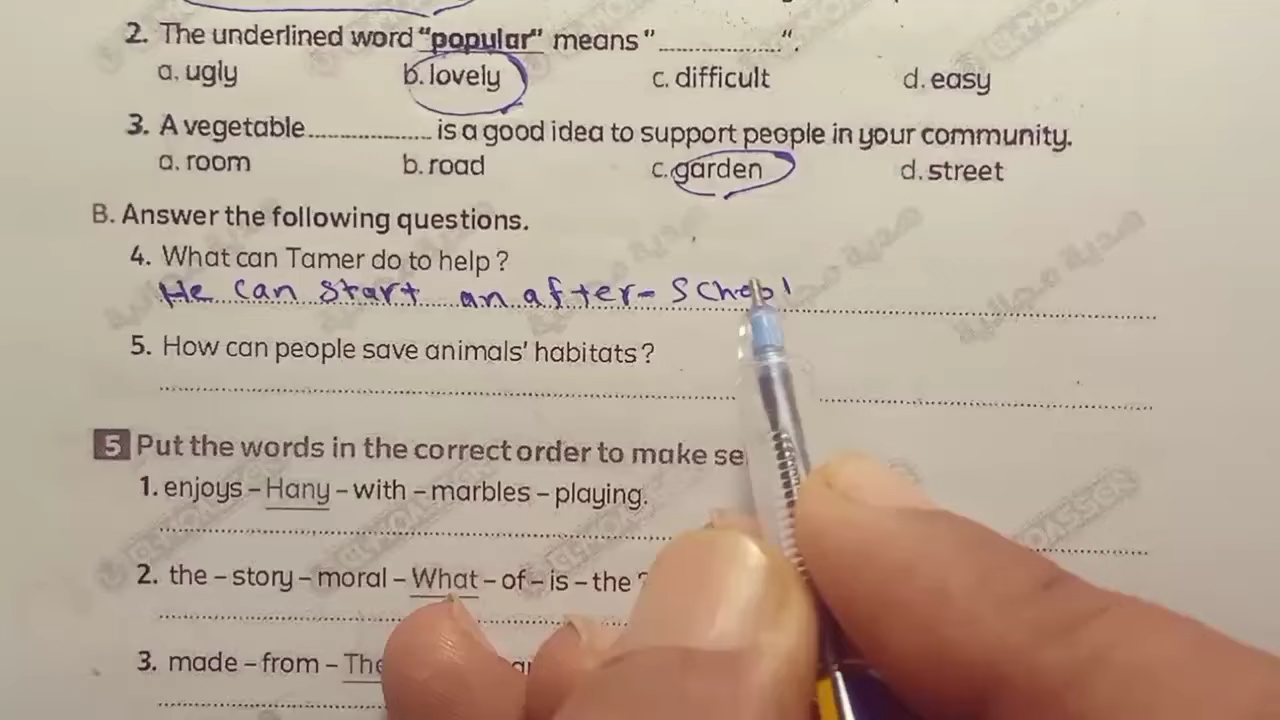 2. The underlined word "popular" means "..................".
a. ugly b. lovely c. difficult d. easy
3. A vegetable .................. is a good idea to support people in your community.
a. room b. road c. garden d. street
B. Answer the following questions.
4. What can Tamer do to help?
He can start an after-school
5. How can people save animals' habitats?
5 Put the words in the correct order to make
1. enjoys – Hany – with – marbles – playing.
2. the – story – moral – What – of – is – the ?
3. made – from –